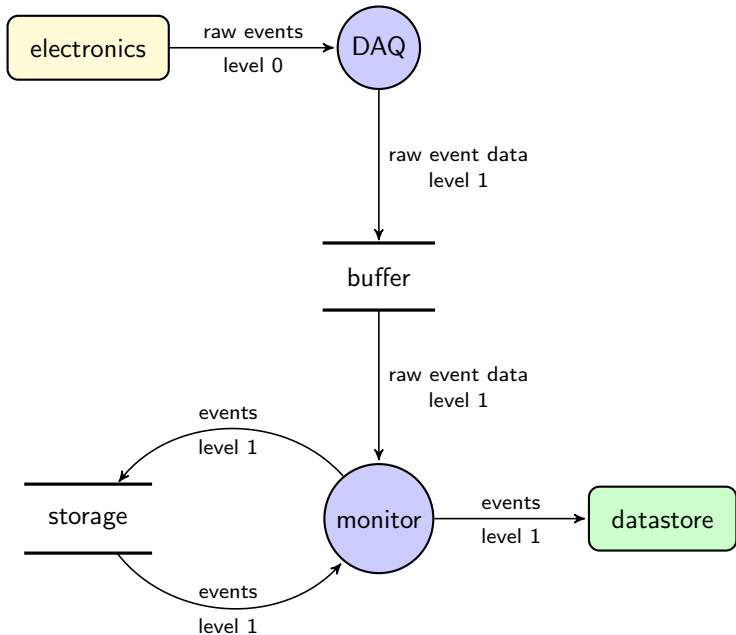 electronics
raw events
level 0
DAQ
raw event data
level 1
buffer
raw event data
level 1
events
level 1
storage
monitor
events
level 1
datastore
events
level 1